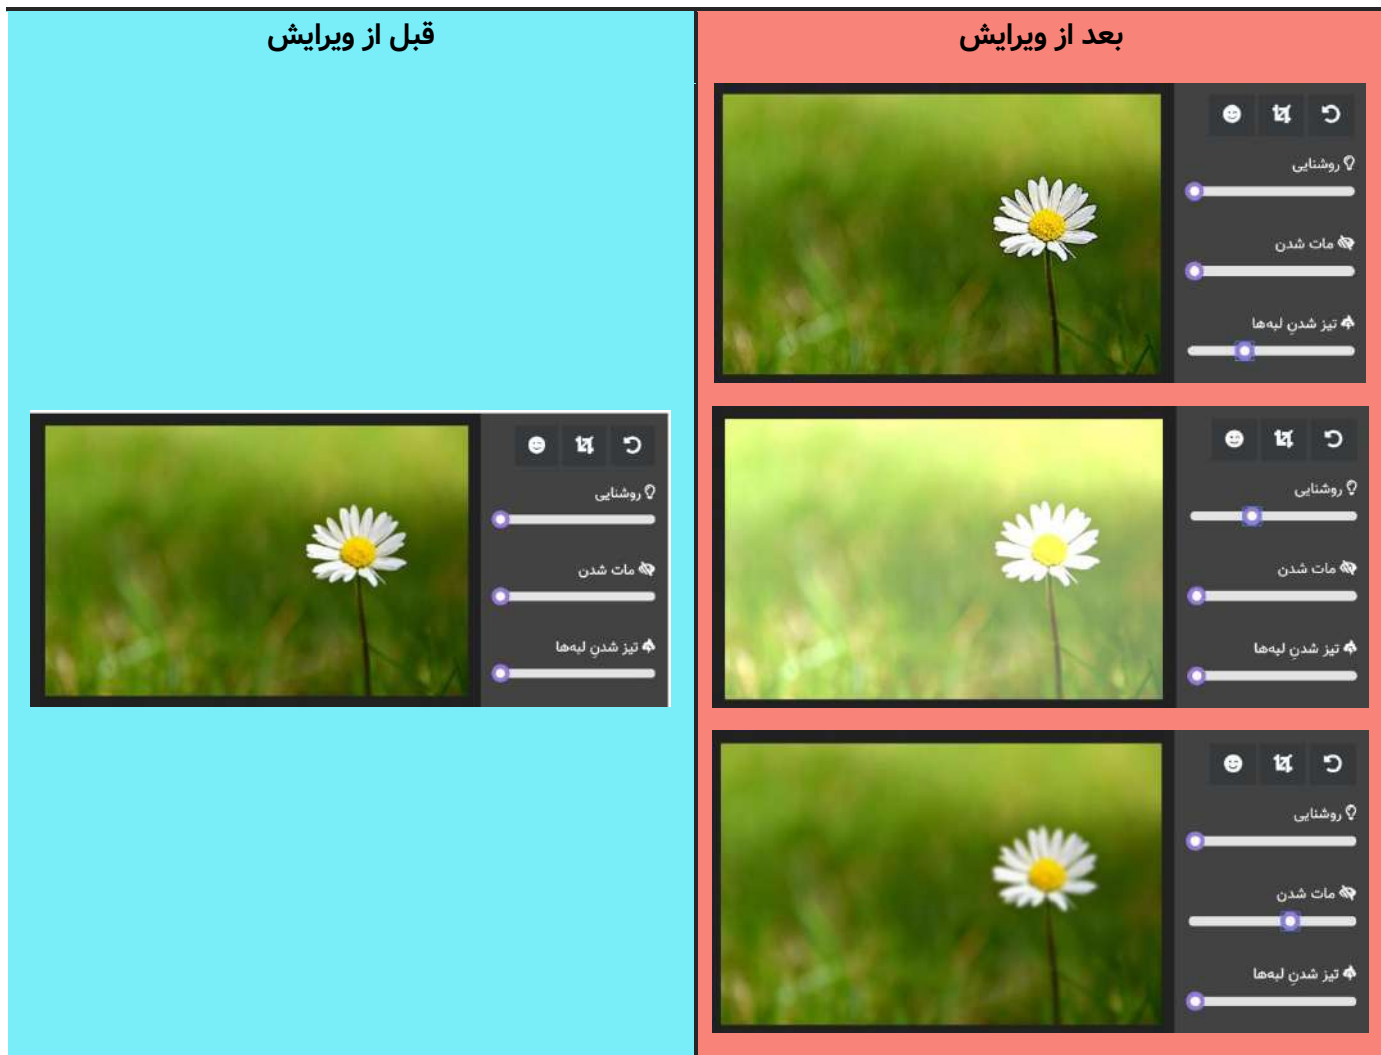 بعد از ویرایش
قبل از ویرایش
روشنایی
مات شدن
تیز شدنِ لبه‌ها
روشنایی
مات شدن
تیز شدنِ لبه‌ها
روشنایی
مات شدن
تیز شدنِ لبه‌ها
روشنایی
مات شدن
تیز شدنِ لبه‌ها